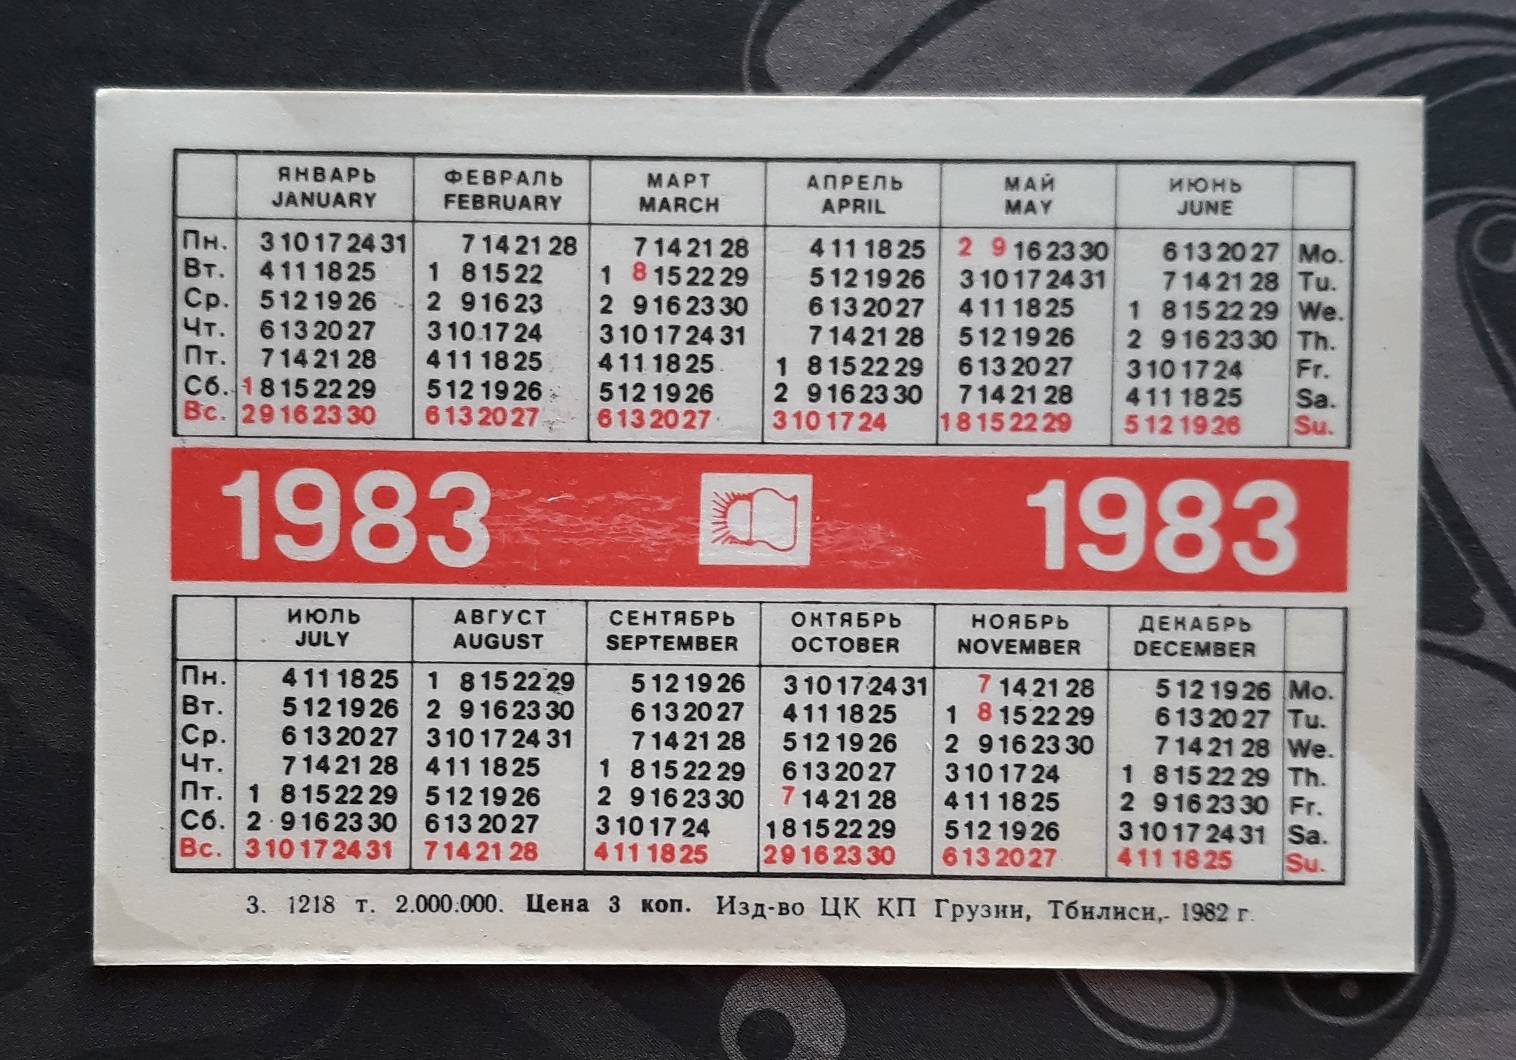 ЯНВАРЬ ФЕВРАЛЬ МАРТ АПРЕЛЬ МАЙ ИЮНЬ
JANUARY FEBRUARY MARCH APRIL MAY JUNE
Пн. 3 10 17 24 31 7 14 21 28 7 14 21 28 4 11 18 25 2 9 16 23 30 6 13 20 27 Mo.
Вт. 4 11 18 25 1 8 15 22 1 8 15 22 29 5 12 19 26 3 10 17 24 31 7 14 21 28 Tu.
Ср. 5 12 19 26 2 9 16 23 2 9 16 23 30 6 13 20 27 4 11 18 25 1 8 15 22 29 We.
Чт. 6 13 20 27 3 10 17 24 3 10 17 24 31 7 14 21 28 5 12 19 26 2 9 16 23 30 Th.
Пт. 7 14 21 28 4 11 18 25 4 11 18 25 1 8 15 22 29 6 13 20 27 3 10 17 24 Fr.
Сб. 1 8 15 22 29 5 12 19 26 5 12 19 26 2 9 16 23 30 7 14 21 28 4 11 18 25 Sa.
Вс. 2 9 16 23 30 6 13 20 27 6 13 20 27 3 10 17 24 1 8 15 22 29 5 12 19 26 Su.
1983 1983
ИЮЛЬ АВГУСТ СЕНТЯБРЬ ОКТЯБРЬ НОЯБРЬ ДЕКАБРЬ
JULY AUGUST SEPTEMBER OCTOBER NOVEMBER DECEMBER
Пн. 4 11 18 25 1 8 15 22 29 5 12 19 26 3 10 17 24 31 7 14 21 28 5 12 19 26 Mo.
Вт. 5 12 19 26 2 9 16 23 30 6 13 20 27 4 11 18 25 1 8 15 22 29 6 13 20 27 Tu.
Ср. 6 13 20 27 3 10 17 24 31 7 14 21 28 5 12 19 26 2 9 16 23 30 7 14 21 28 We.
Чт. 7 14 21 28 4 11 18 25 1 8 15 22 29 6 13 20 27 3 10 17 24 1 8 15 22 29 Th.
Пт. 1 8 15 22 29 5 12 19 26 2 9 16 23 30 7 14 21 28 4 11 18 25 2 9 16 23 30 Fr.
Сб. 2 9 16 23 30 6 13 20 27 3 10 17 24 1 8 15 22 29 5 12 19 26 3 10 17 24 31 Sa.
Вс. 3 10 17 24 31 7 14 21 28 4 11 18 25 2 9 16 23 30 6 13 20 27 4 11 18 25 Su.
З. 1218 т. 2.000.000. Цена 3 коп. Изд-во ЦК КП Грузии, Тбилиси, 1982 г.